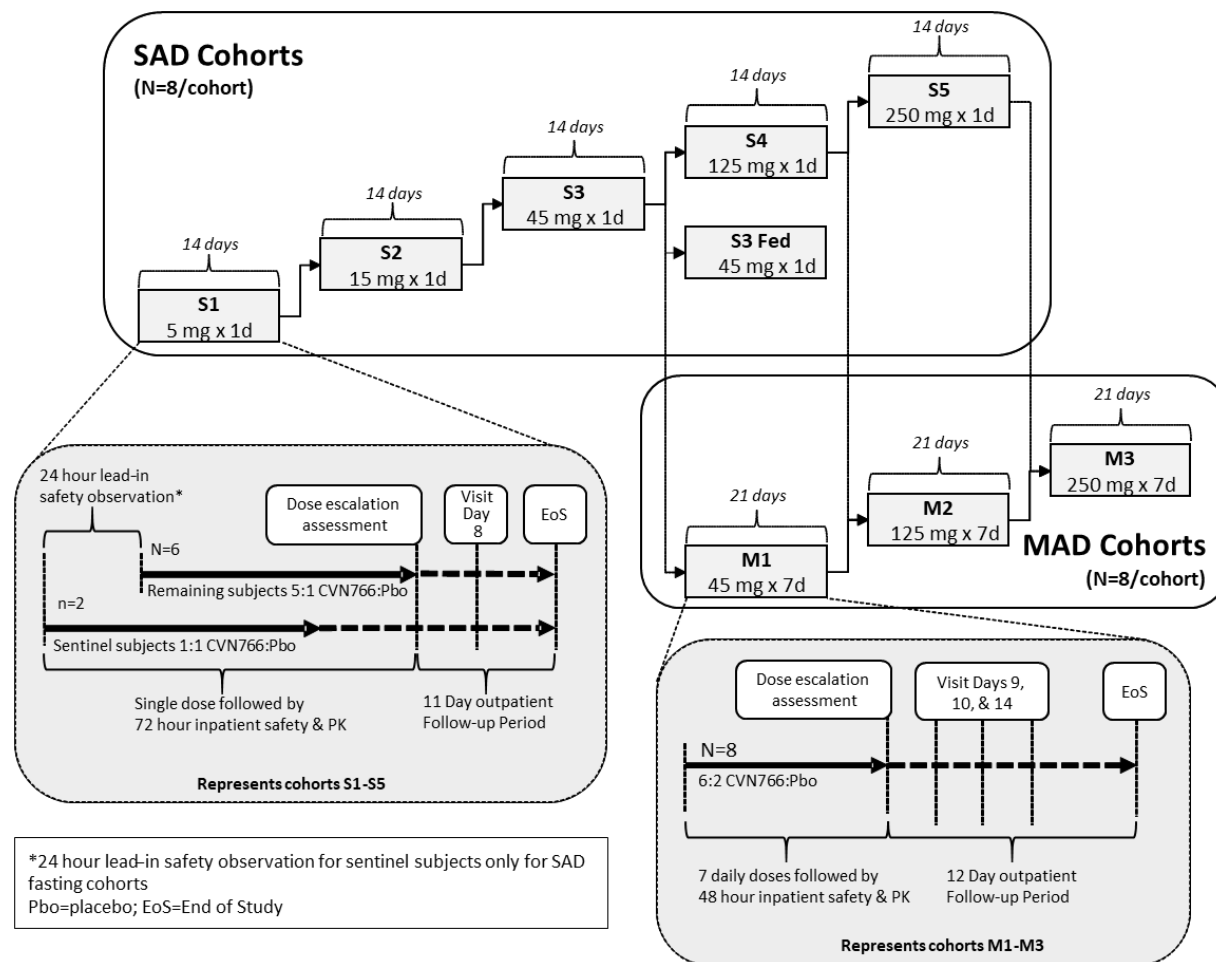 SAD Cohorts
(N=8/cohort)
14 days
S1
5 mg x 1d
14 days
S2
15 mg x 1d
14 days
S3
45 mg x 1d
14 days
S4
125 mg x 1d
S3 Fed
45 mg x 1d
14 days
S5
250 mg x 1d
21 days
M1
45 mg x 7d
21 days
M2
125 mg x 7d
21 days
M3
250 mg x 7d
MAD Cohorts
(N=8/cohort)
24 hour lead-in
safety observation*
Dose escalation
assessment
Visit
Day
8
EoS
N=6
Remaining subjects 5:1 CVN766:Pbo
n=2
Sentinel subjects 1:1 CVN766:Pbo
Single dose followed by
72 hour inpatient safety & PK
11 Day outpatient
Follow-up Period
Represents cohorts S1-S5
Dose escalation
assessment
Visit Days 9,
10, & 14
EoS
N=8
6:2 CVN766:Pbo
7 daily doses followed by
48 hour inpatient safety & PK
12 Day outpatient
Follow-up Period
Represents cohorts M1-M3
*24 hour lead-in safety observation for sentinel subjects only for SAD
fasting cohorts
Pbo=placebo; EoS=End of Study